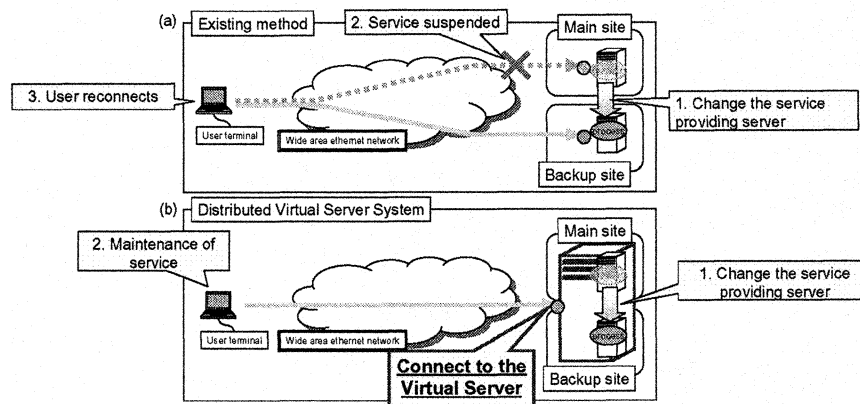 (a)
Existing method
2. Service suspended
Main site
3. User reconnects
1. Change the service
providing server
User terminal
Wide area ethernet network
process
Backup site
(b)
Distributed Virtual Server System
2. Maintenance of
service
Main site
1. Change the service
providing server
User terminal
Wide area ethernet network
process
Connect to the
Virtual Server
Backup site